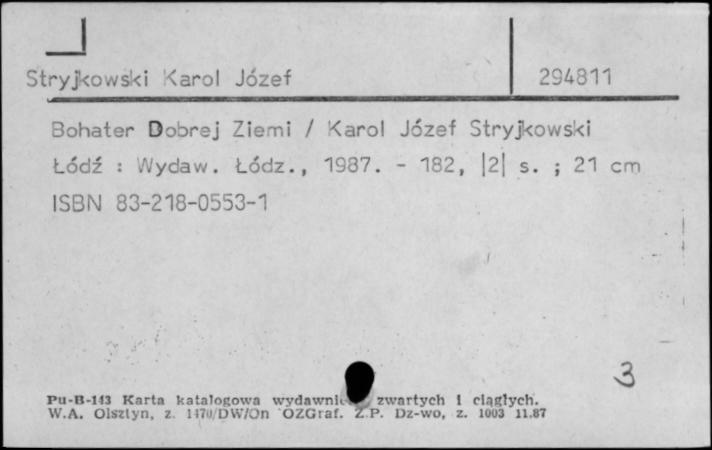 Stryjkowski Karol Józef 294811
Bohater Dobrej Ziemi / Karol Józef Stryjkowski
Łódź : Wydaw. Łódz., 1987. - 182, |2| s. ; 21 cm
ISBN 83-218-0553-1
3
Pu-B-143 Karta katalogowa zwartych i ciągłych.
W.A. Olsztyn, z. 1470/DW/On OZGraf. Z.P. Dz-wo, z. 1003 11.87